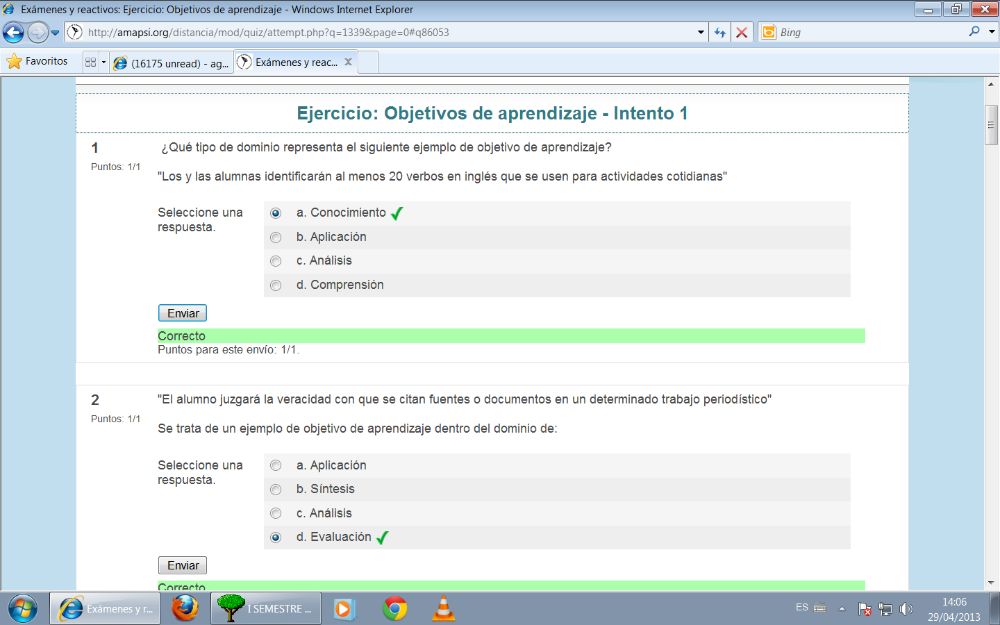 Exámenes y reactivos: Ejercicio: Objetivos de aprendizaje - Windows Internet Explorer
http://amapsi.org/distancia/mod/quiz/attempt.php?q=1339&page=0#q86053
Bing
Favoritos
(16175 unread) - ag...
Exámenes y reac...
Ejercicio: Objetivos de aprendizaje - Intento 1
1
Puntos: 1/1
¿Qué tipo de dominio representa el siguiente ejemplo de objetivo de aprendizaje?
"Los y las alumnas identificarán al menos 20 verbos en inglés que se usen para actividades cotidianas"
Seleccione una
respuesta.
a. Conocimiento
b. Aplicación
c. Análisis
d. Comprensión
Enviar
Correcto
Puntos para este envío: 1/1.
2
Puntos: 1/1
"El alumno juzgará la veracidad con que se citan fuentes o documentos en un determinado trabajo periodístico"
Se trata de un ejemplo de objetivo de aprendizaje dentro del dominio de:
Seleccione una
respuesta.
a. Aplicación
b. Síntesis
c. Análisis
d. Evaluación
Enviar
Correcto
Exámenes y r...
I SEMESTRE ...
ES
14:06
29/04/2013